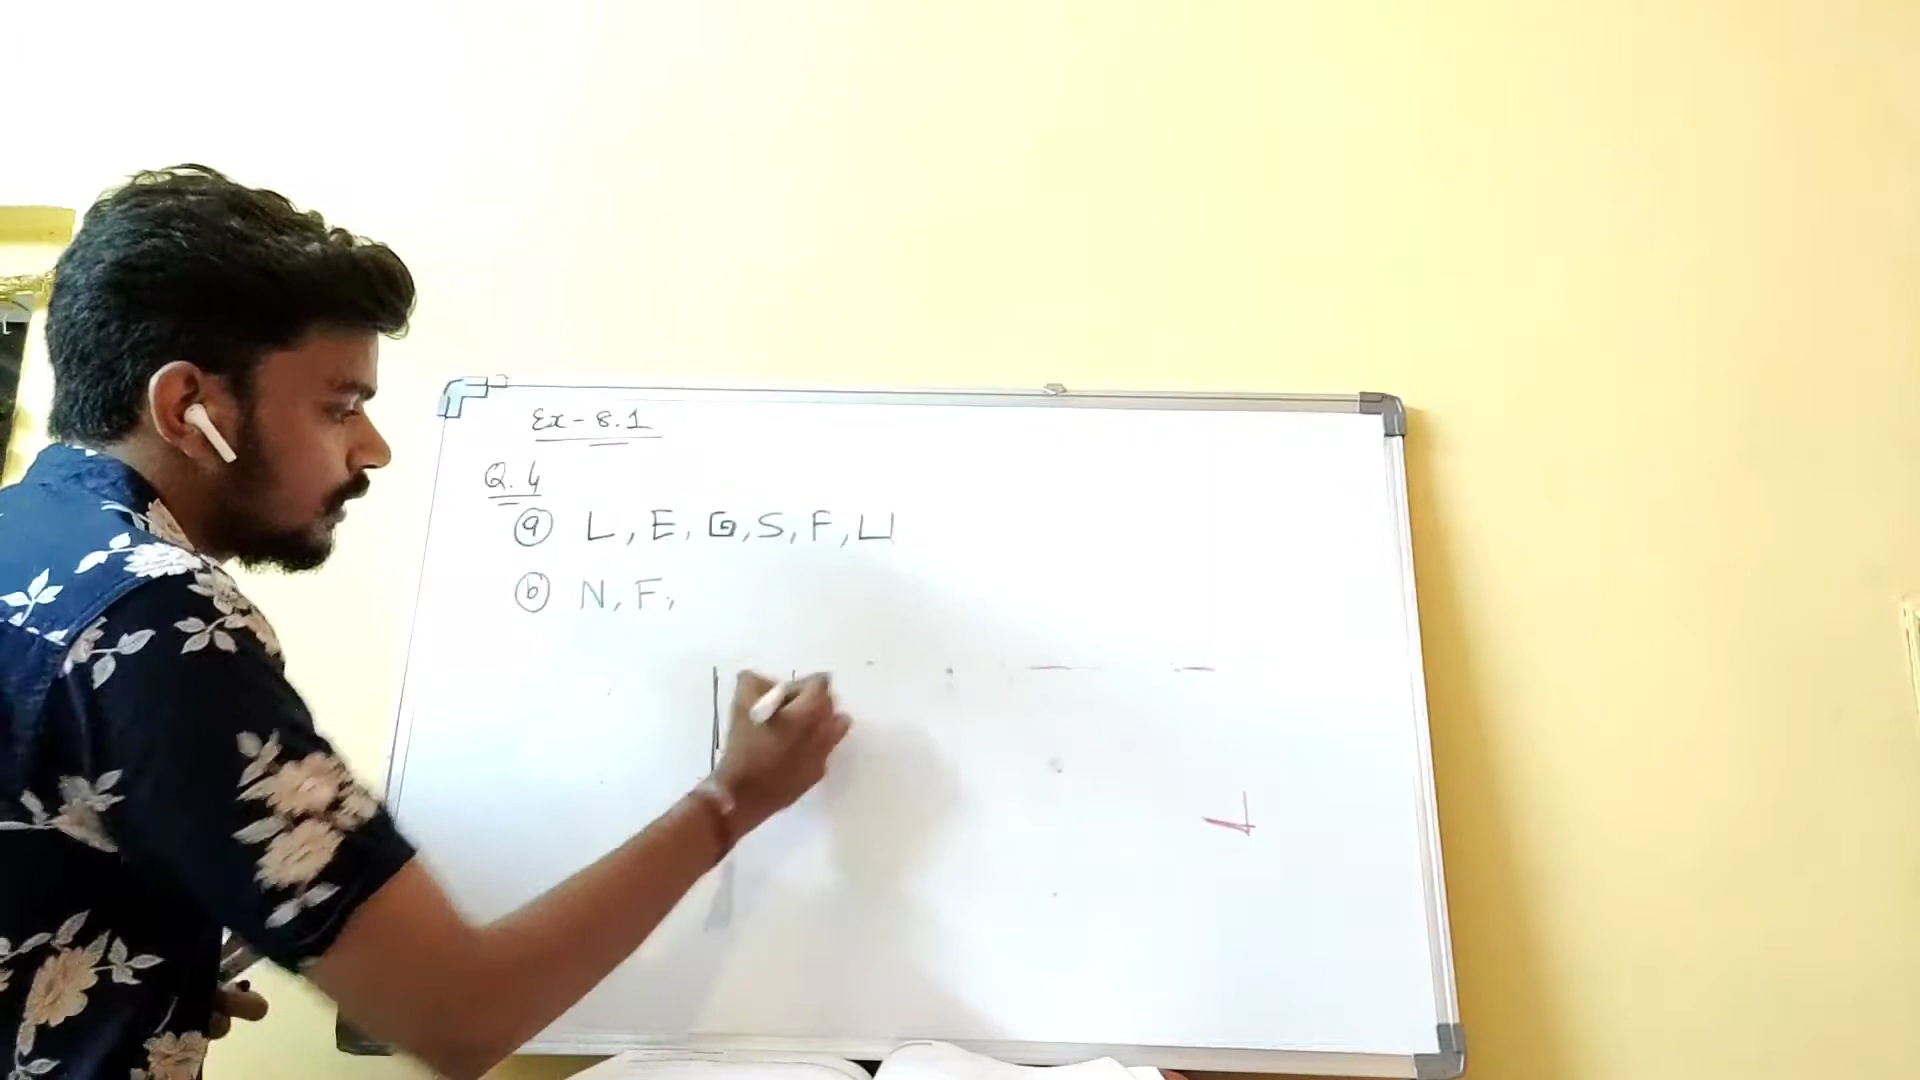 Ex - 8.1
Q. 4
(a) L, E, G, S, F, U
(b) N, F,